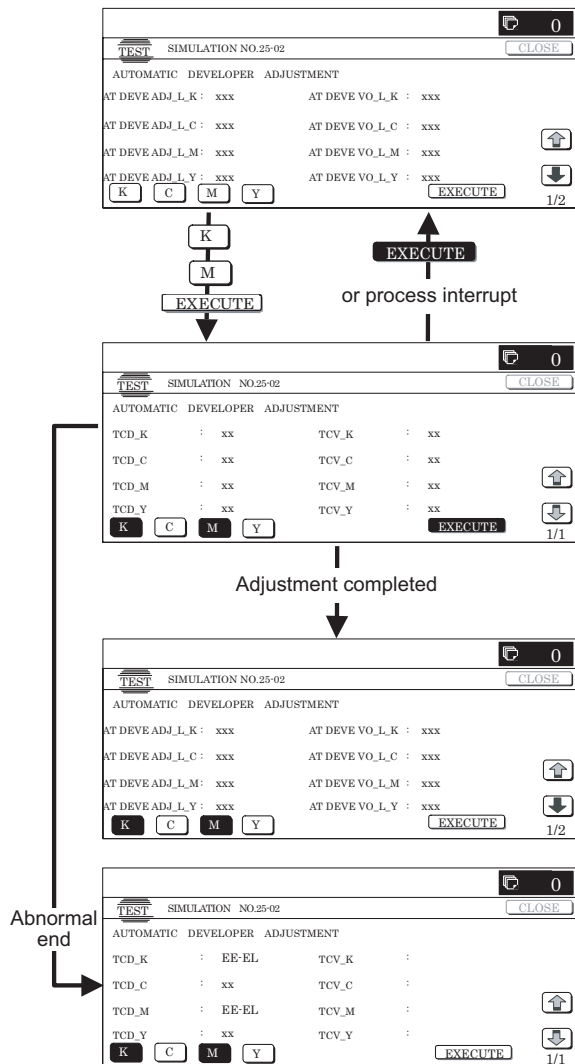 0
TEST SIMULATION NO.25-02 CLOSE
AUTOMATIC DEVELOPER ADJUSTMENT
AT DEVE ADJ_L_K : xxx AT DEVE VO_L_K : xxx
AT DEVE ADJ_L_C : xxx AT DEVE VO_L_C : xxx
AT DEVE ADJ_L_M : xxx AT DEVE VO_L_M : xxx
AT DEVE ADJ_L_Y : xxx AT DEVE VO_L_Y : xxx
K C M Y EXECUTE 1/2
K
M
EXECUTE
EXECUTE
or process interrupt
0
TEST SIMULATION NO.25-02 CLOSE
AUTOMATIC DEVELOPER ADJUSTMENT
TCD_K : xx TCV_K : xx
TCD_C : xx TCV_C : xx
TCD_M : xx TCV_M : xx
TCD_Y : xx TCV_Y : xx
K C M Y EXECUTE 1/1
Adjustment completed
0
TEST SIMULATION NO.25-02 CLOSE
AUTOMATIC DEVELOPER ADJUSTMENT
AT DEVE ADJ_L_K : xxx AT DEVE VO_L_K : xxx
AT DEVE ADJ_L_C : xxx AT DEVE VO_L_C : xxx
AT DEVE ADJ_L_M : xxx AT DEVE VO_L_M : xxx
AT DEVE ADJ_L_Y : xxx AT DEVE VO_L_Y : xxx
K C M Y EXECUTE 1/2
Abnormal
end
0
TEST SIMULATION NO.25-02 CLOSE
AUTOMATIC DEVELOPER ADJUSTMENT
TCD_K : EE-EL TCV_K :
TCD_C : xx TCV_C :
TCD_M : EE-EL TCV_M :
TCD_Y : xx TCV_Y :
K C M Y EXECUTE 1/1